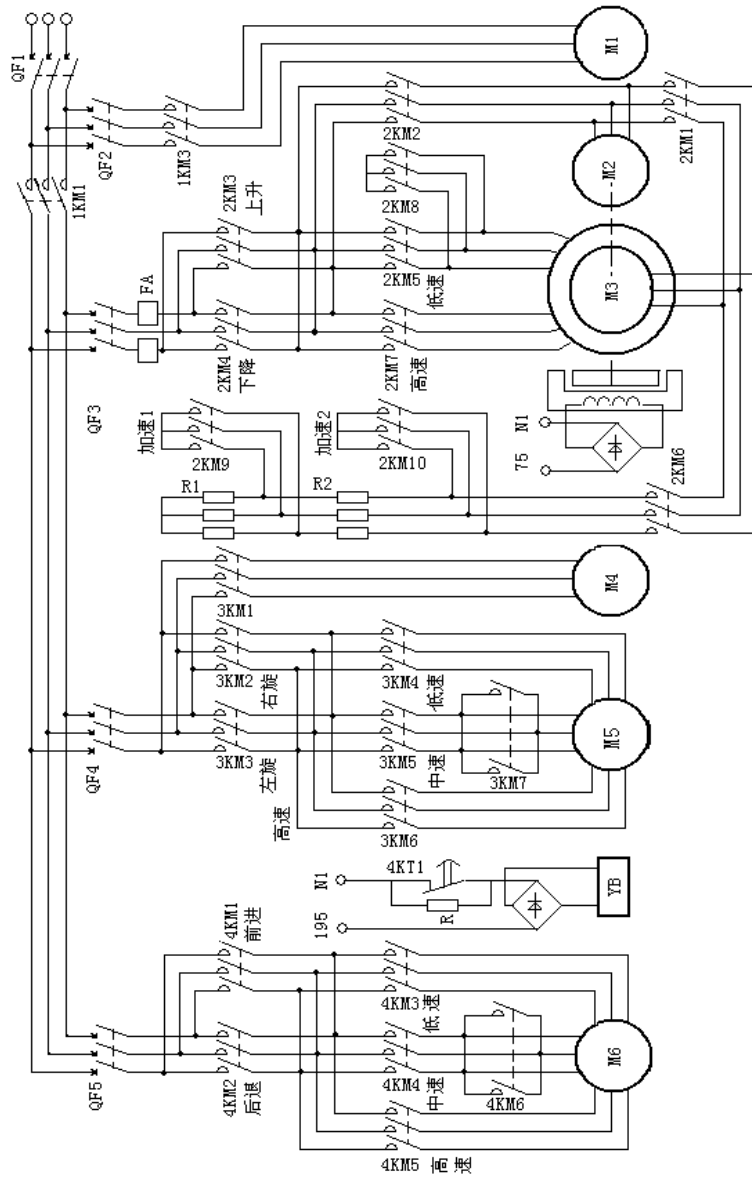 QF1
QF2
1KM3
M1
1KM1
2KM2
2KM1
2KM3
上升
2KM8
M2
FA
2KM5
低速
M3
2KM4
下降
2KM7
高速
QF3
加速1
2KM9
加速2
2KM10
N1
75
2KM6
R1
R2
3KM1
M4
3KM2
右旋
3KM4
低速
QF4
3KM3
左旋
3KM5
中速
3KM7
M5
高速
3KM6
N1
4KT1
195
R
YB
4KM1
前进
4KM3
低速
QF5
4KM2
后退
4KM4
中速
4KM6
M6
4KM5
高速